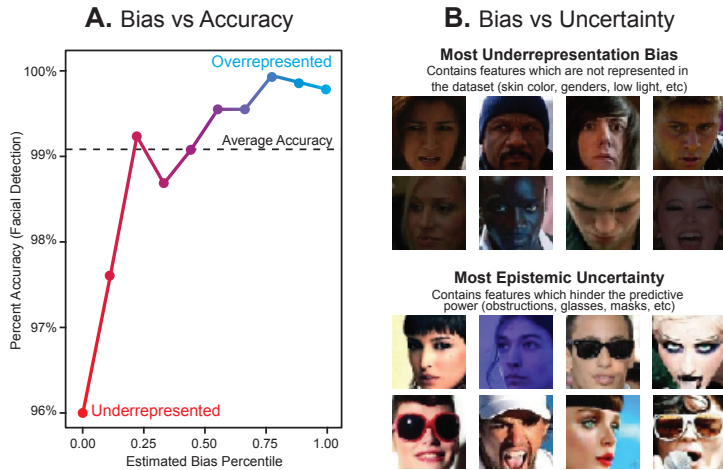 A. Bias vs Accuracy
Percent Accuracy (Facial Detection)
100%
99%
98%
97%
96%
Overrepresented
Average Accuracy
Underrepresented
0.00 0.25 0.50 0.75 1.00
Estimated Bias Percentile
B. Bias vs Uncertainty
Most Underrepresentation Bias
Contains features which are not represented in
the dataset (skin color, genders, low light, etc)
Most Epistemic Uncertainty
Contains features which hinder the predictive
power (obstructions, glasses, masks, etc)